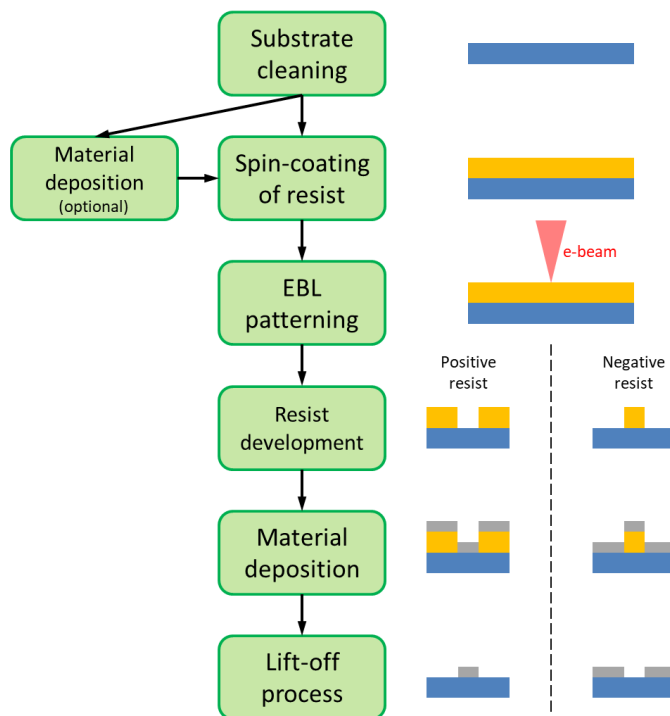 Substrate
cleaning
Material
deposition
(optional)
Spin-coating
of resist
e-beam
EBL
patterning
Positive
resist
Negative
resist
Resist
development
Material
deposition
Lift-off
process